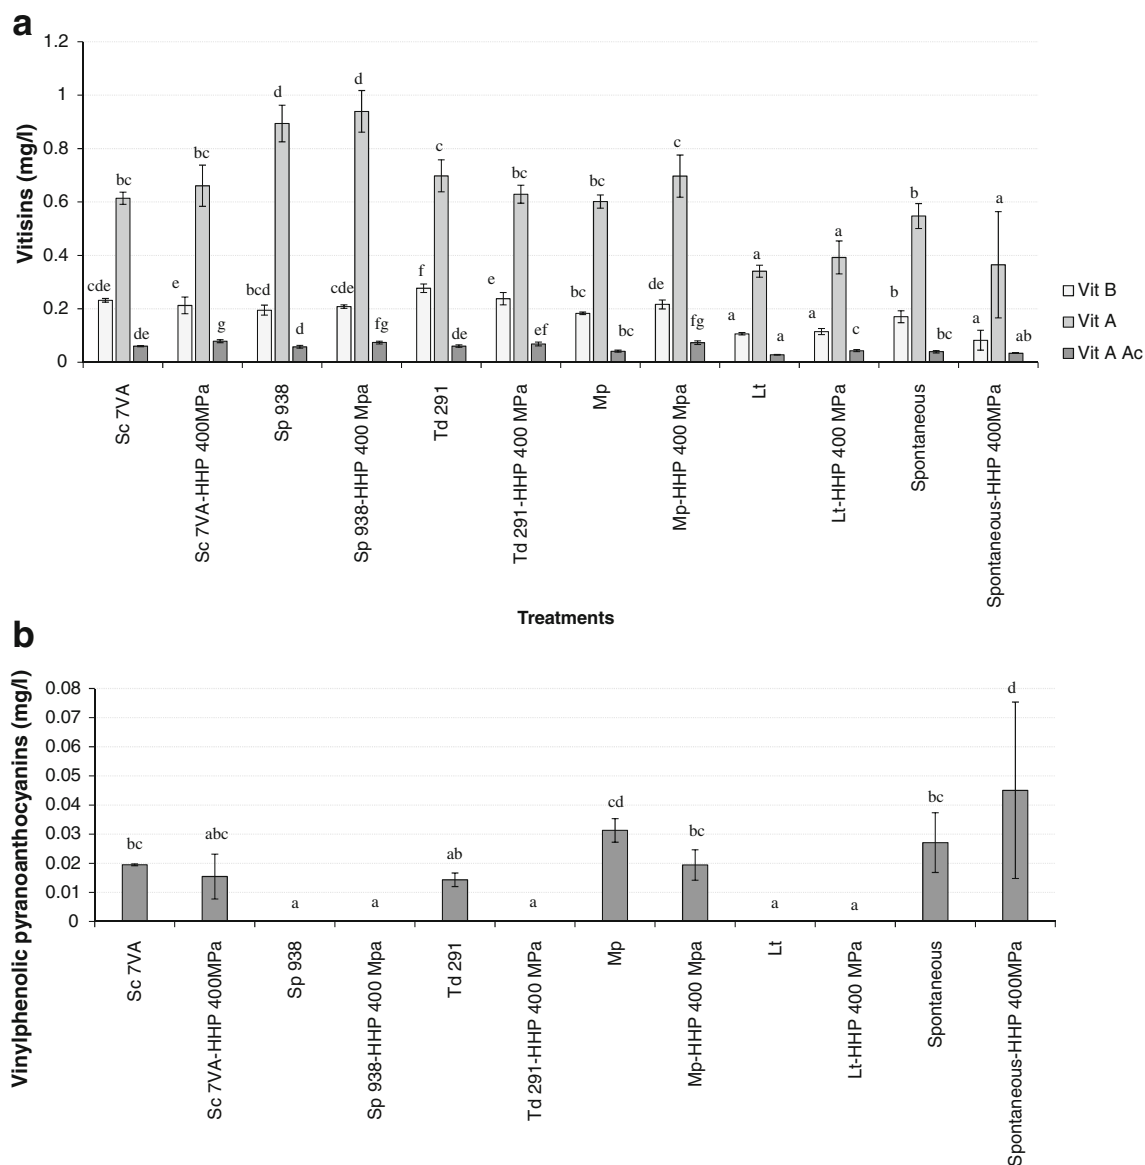 a
Vitisins (mg/l)
1.2
1
0.8
0.6
0.4
0.2
0
cde
bc
de
e
bc
g
bcd
d
d
cde
d
fg
f
c
de
e
bc
ef
bc
bc
bc
de
c
fg
a
a
a
a
a
c
b
b
bc
a
a
ab
Vit B
Vit A
Vit A Ac
Sc 7VA
Sc 7VA-HHP 400MPa
Sp 938
Sp 938-HHP 400 Mpa
Td 291
Td 291-HHP 400 MPa
Mp
Mp-HHP 400 Mpa
Lt
Lt-HHP 400 MPa
Spontaneous
Spontaneous-HHP 400MPa
Treatments
b
Vinylphenolic pyranoanthocyanins (mg/l)
0.08
0.07
0.06
0.05
0.04
0.03
0.02
0.01
0
bc
abc
a
a
ab
a
cd
bc
a
a
bc
d
Sc 7VA
Sc 7VA-HHP 400MPa
Sp 938
Sp 938-HHP 400 Mpa
Td 291
Td 291-HHP 400 MPa
Mp
Mp-HHP 400 Mpa
Lt
Lt-HHP 400 MPa
Spontaneous
Spontaneous-HHP 400MPa